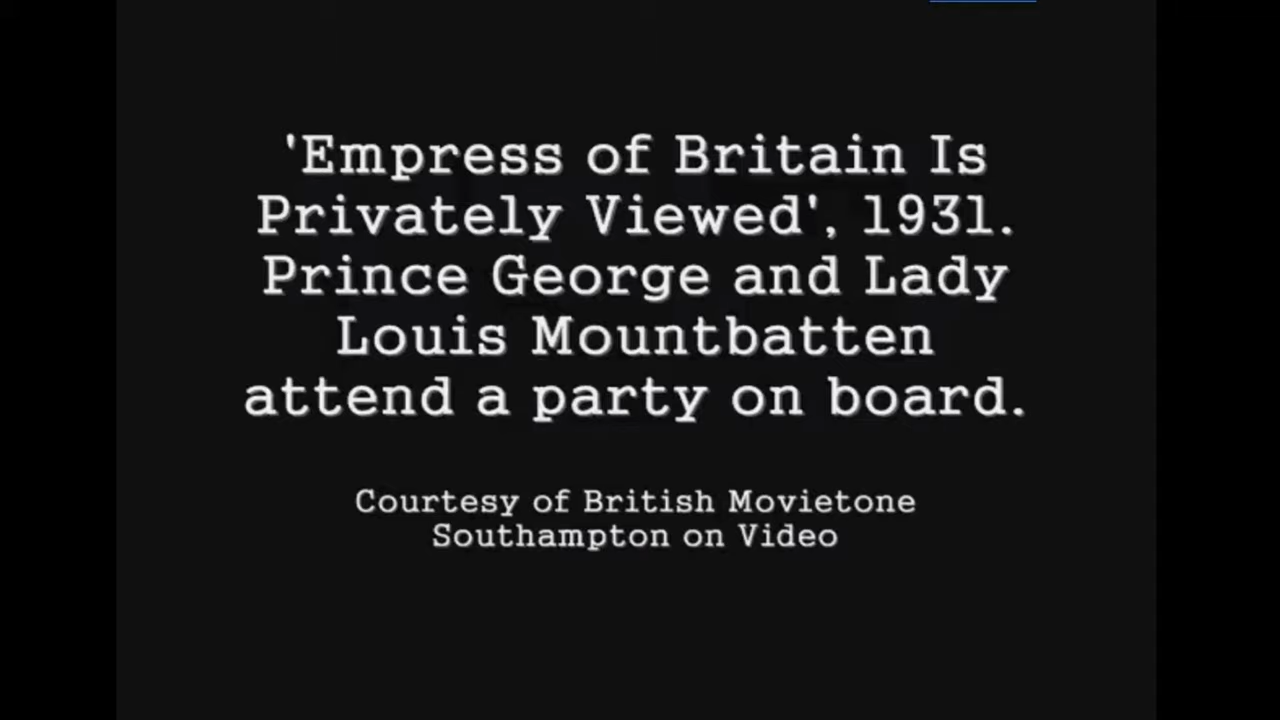 'Empress of Britain Is
Privately Viewed', 1931.
Prince George and Lady
Louis Mountbatten
attend a party on board.
Courtesy of British Movietone
Southampton on Video